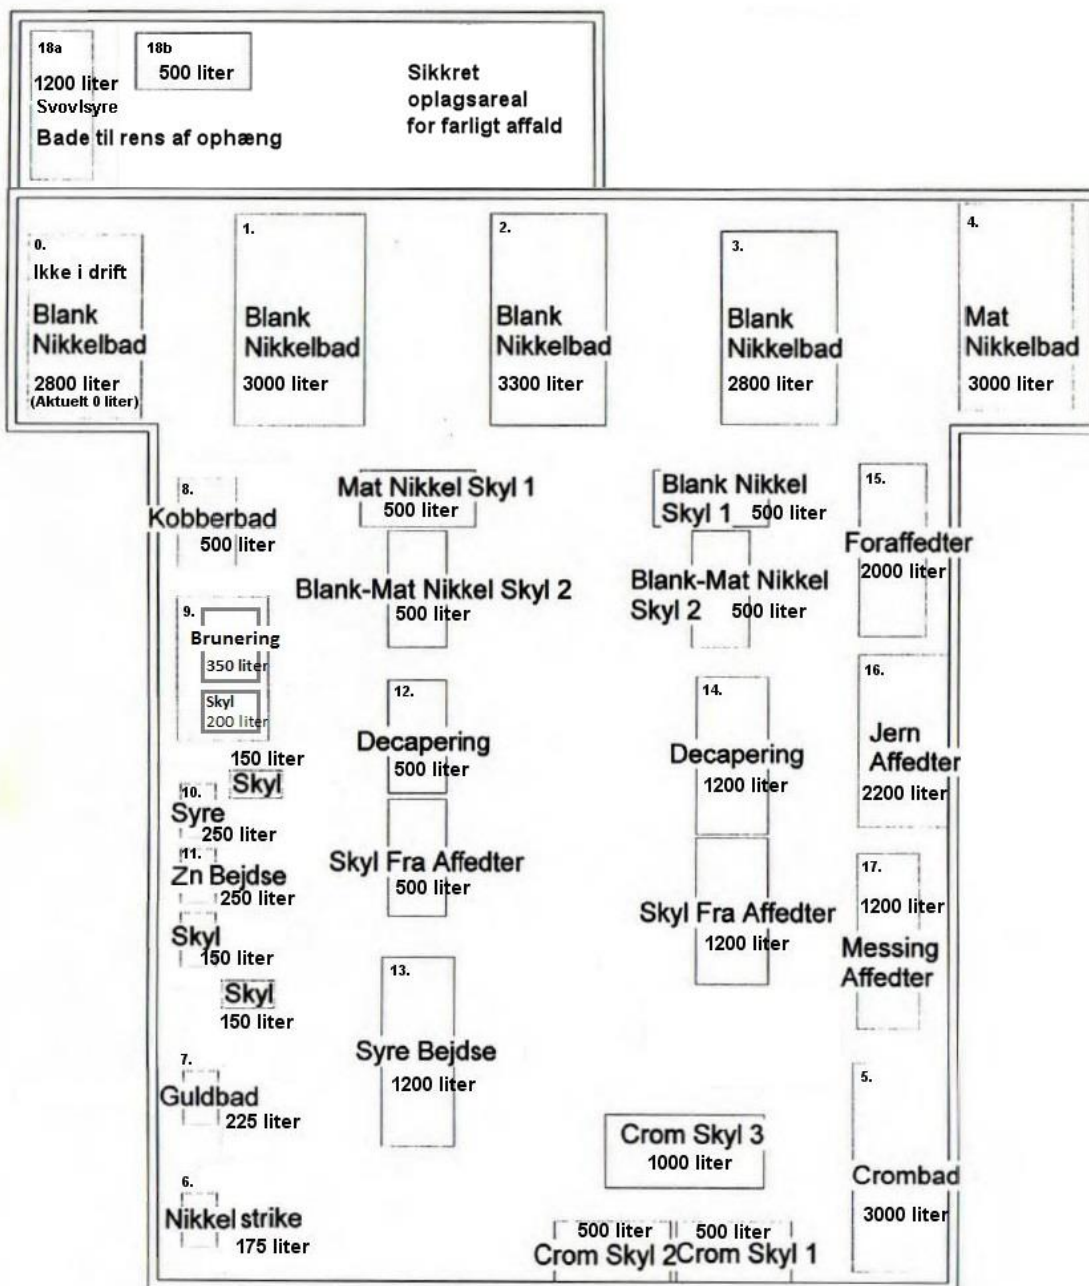 18a
1200 liter
Svovlsyre
Bade til rens af ophæng
18b
500 liter
Sikkret
oplagsareal
for farligt affald
0.
Ikke i drift
Blank
Nikkelbad
2800 liter
(Aktuelt 0 liter)
1.
Blank
Nikkelbad
3000 liter
2.
Blank
Nikkelbad
3300 liter
3.
Blank
Nikkelbad
2800 liter
4.
Mat
Nikkelbad
3000 liter
8.
Kobberbad
500 liter
Mat Nikkel Skyl 1
500 liter
Blank Nikkel
Skyl 1 500 liter
15.
Foraffedter
2000 liter
Blank-Mat Nikkel Skyl 2
500 liter
Blank-Mat Nikkel
Skyl 2 500 liter
9.
Brunering
350 liter
Skyl
200 liter
12.
Decapering
500 liter
14.
Decapering
1200 liter
16.
Jern
Affedter
2200 liter
150 liter
Skyl
10.
Syre
250 liter
11.
Zn Bejdse
250 liter
Skyl
150 liter
Skyl
150 liter
Skyl Fra Affedter
500 liter
Skyl Fra Affedter
1200 liter
17.
1200 liter
Messing
Affedter
13.
Syre Bejdse
1200 liter
7.
Guldbad
225 liter
5.
Crombad
3000 liter
Crom Skyl 3
1000 liter
6.
Nikkel strike
175 liter
500 liter
Crom Skyl 2
500 liter
Crom Skyl 1